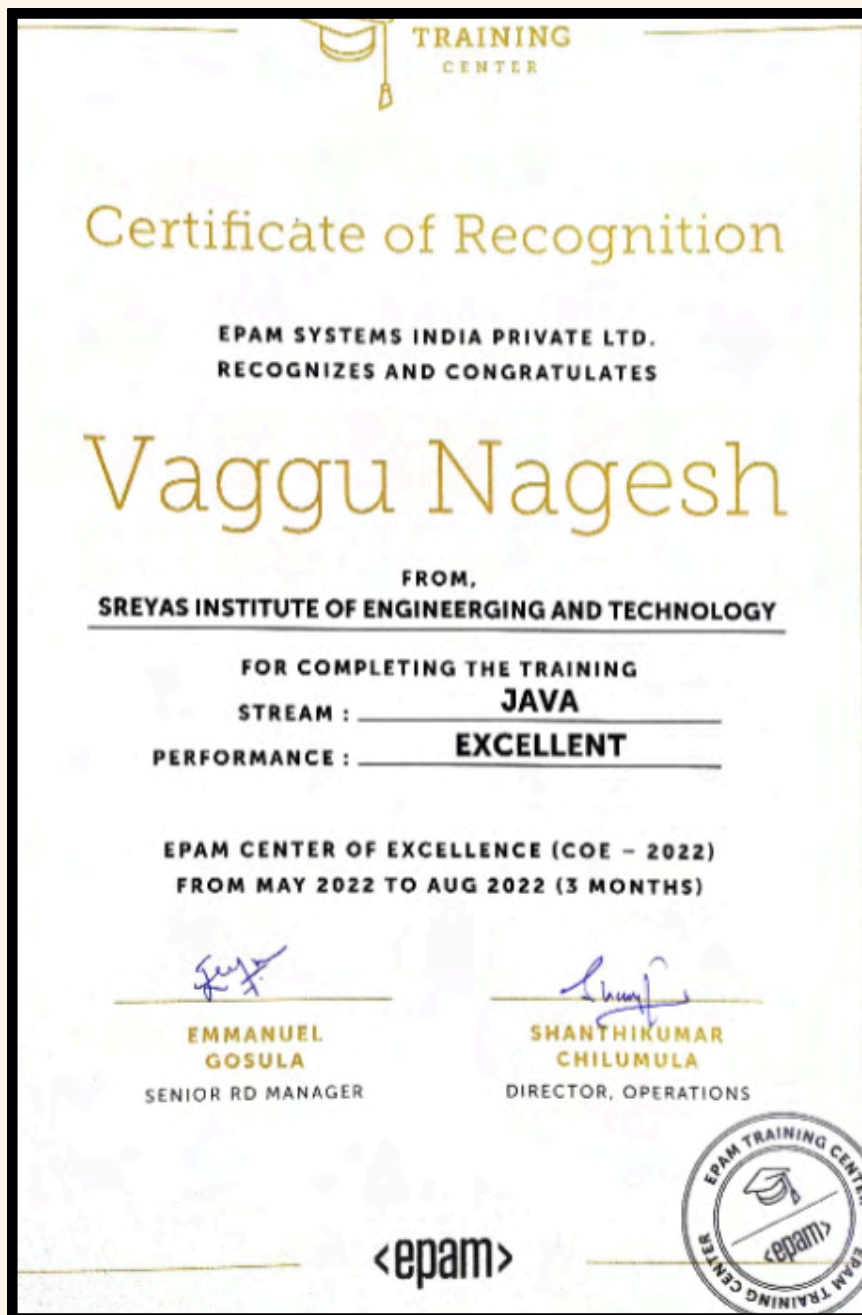 TRAINING
CENTER
Certificate of Recognition
EPAM SYSTEMS INDIA PRIVATE LTD.
RECOGNIZES AND CONGRATULATES
Vaggu Nagesh
FROM,
SREYAS INSTITUTE OF ENGINEERGING AND TECHNOLOGY
FOR COMPLETING THE TRAINING
STREAM : JAVA
PERFORMANCE : EXCELLENT
EPAM CENTER OF EXCELLENCE (COE – 2022)
FROM MAY 2022 TO AUG 2022 (3 MONTHS)
EMMANUEL
GOSULA
SENIOR RD MANAGER
SHANTHIKUMAR
CHILUMULA
DIRECTOR, OPERATIONS
EPAM TRAINING CENTER
<epam>
EPAM TRAINING CENTER
<epam>